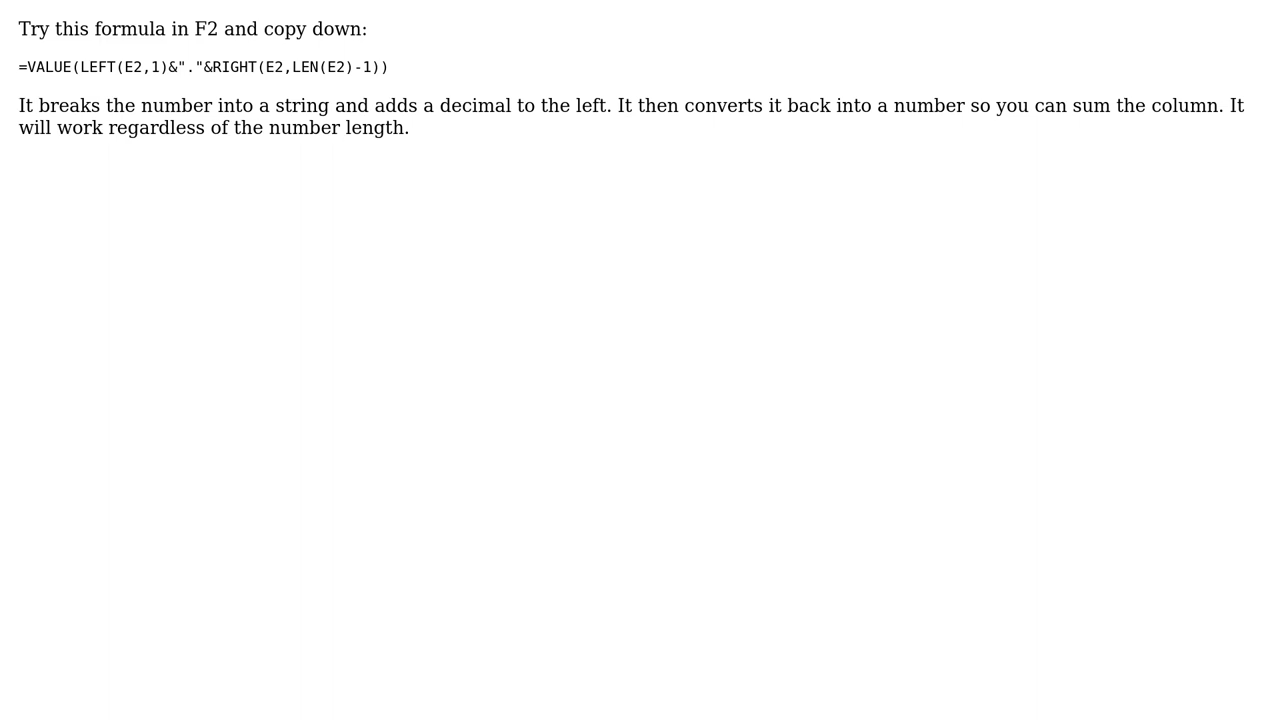 Try this formula in F2 and copy down:
=VALUE(LEFT(E2,1)&"."&RIGHT(E2,LEN(E2)-1))
It breaks the number into a string and adds a decimal to the left. It then converts it back into a number so you can sum the column. It
will work regardless of the number length.